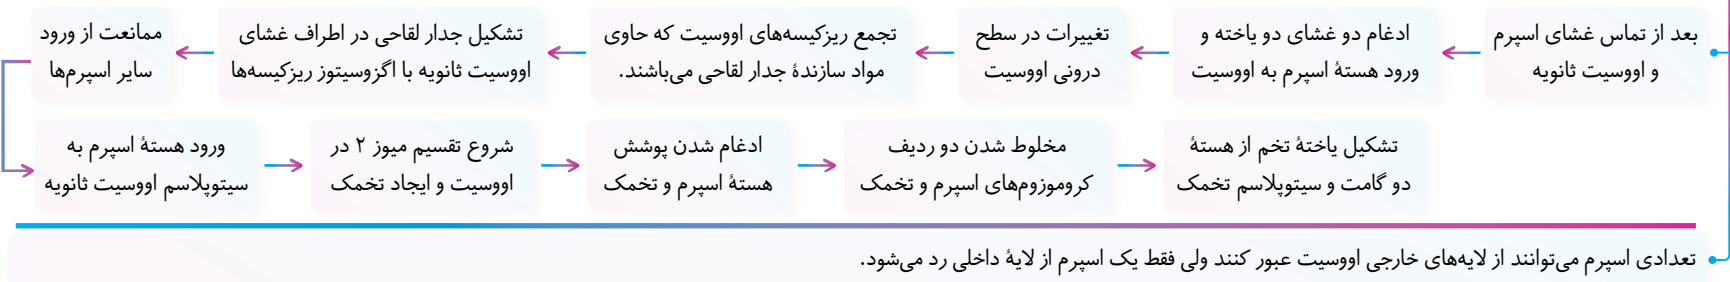 بعد از تماس غشای اسپرم
و اووسیت ثانویه
ادغام دو غشای دو یاخته و
ورود هستهٔ اسپرم به اووسیت
تغییرات در سطح
درونی اووسیت
تجمع ریزکیسه‌های اووسیت که حاوی
مواد سازندهٔ جدار لقاحی می‌باشند.
تشکیل جدار لقاحی در اطراف غشای
اووسیت ثانویه با اگزوسیتوز ریزکیسه‌ها
ممانعت از ورود
سایر اسپرم‌ها
ورود هستهٔ اسپرم به
سیتوپلاسم اووسیت ثانویه
شروع تقسیم میوز ۲ در
اووسیت و ایجاد تخمک
ادغام شدن پوشش
هستهٔ اسپرم و تخمک
مخلوط شدن دو ردیف
کروموزوم‌های اسپرم و تخمک
تشکیل یاختهٔ تخم از هستهٔ
دو گامت و سیتوپلاسم تخمک
تعدادی اسپرم می‌توانند از لایه‌های خارجی اووسیت عبور کنند ولی فقط یک اسپرم از لایهٔ داخلی رد می‌شود.